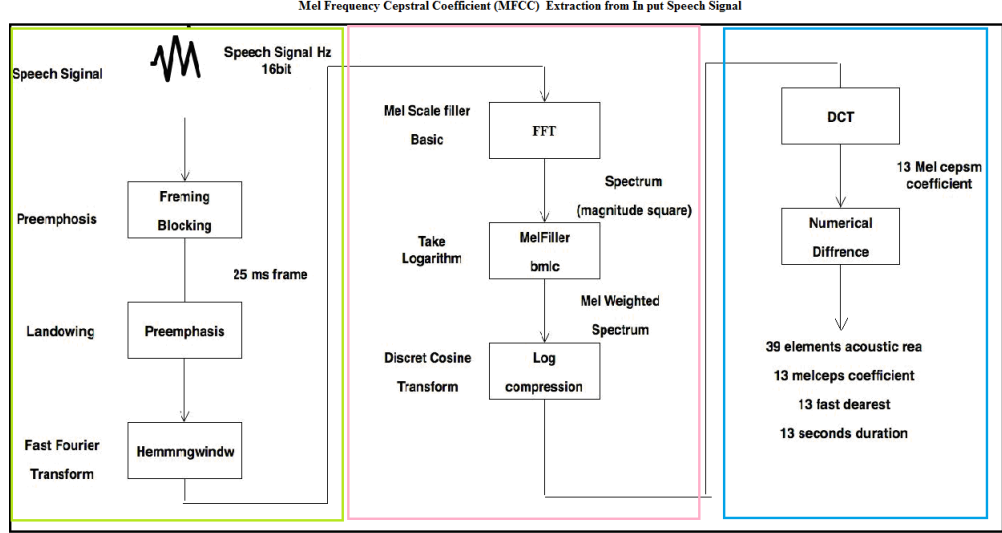 Mel Frequency Cepstral Coefficient (MFCC) Extraction from In put Speech Signal
Speech Siginal
Speech Signal Hz
16bit
Freming
Blocking
Preemphosis
25 ms frame
Landowing
Preemphasis
Fast Fourier
Transform
Hemmmgwindw
Mel Scale filler
Basic
FFT
Spectrum
(magnitude square)
Take
Logarithm
MelFiller
bmlc
Mel Weighted
Spectrum
Discret Cosine
Transform
Log
compression
DCT
13 Mel cepsm
coefficient
Numerical
Diffrence
39 elements acoustic rea
13 melceps coefficient
13 fast dearest
13 seconds duration